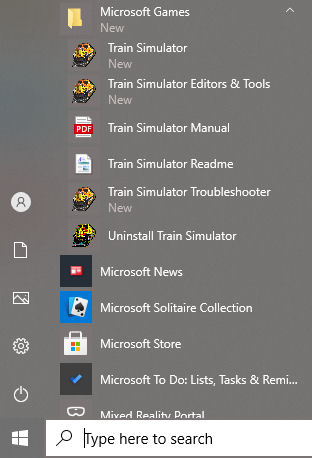 Microsoft Games
New
Train Simulator
New
Train Simulator Editors & Tools
New
PDF
Train Simulator Manual
Train Simulator Readme
Train Simulator Troubleshooter
New
Uninstall Train Simulator
Microsoft News
Microsoft Solitaire Collection
Microsoft Store
Microsoft To Do: Lists, Tasks & Remi...
Mixed Reality Portal
Type here to search